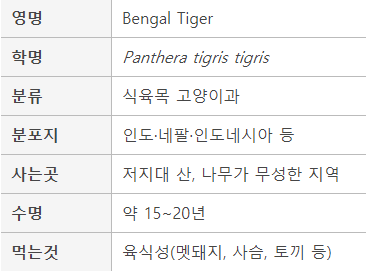 영명 Bengal Tiger
학명 Panthera tigris tigris
분류 식육목 고양이과
분포지 인도·네팔·인도네시아 등
사는곳 저지대 산, 나무가 무성한 지역
수명 약 15~20년
먹는것 육식성(멧돼지, 사슴, 토끼 등)